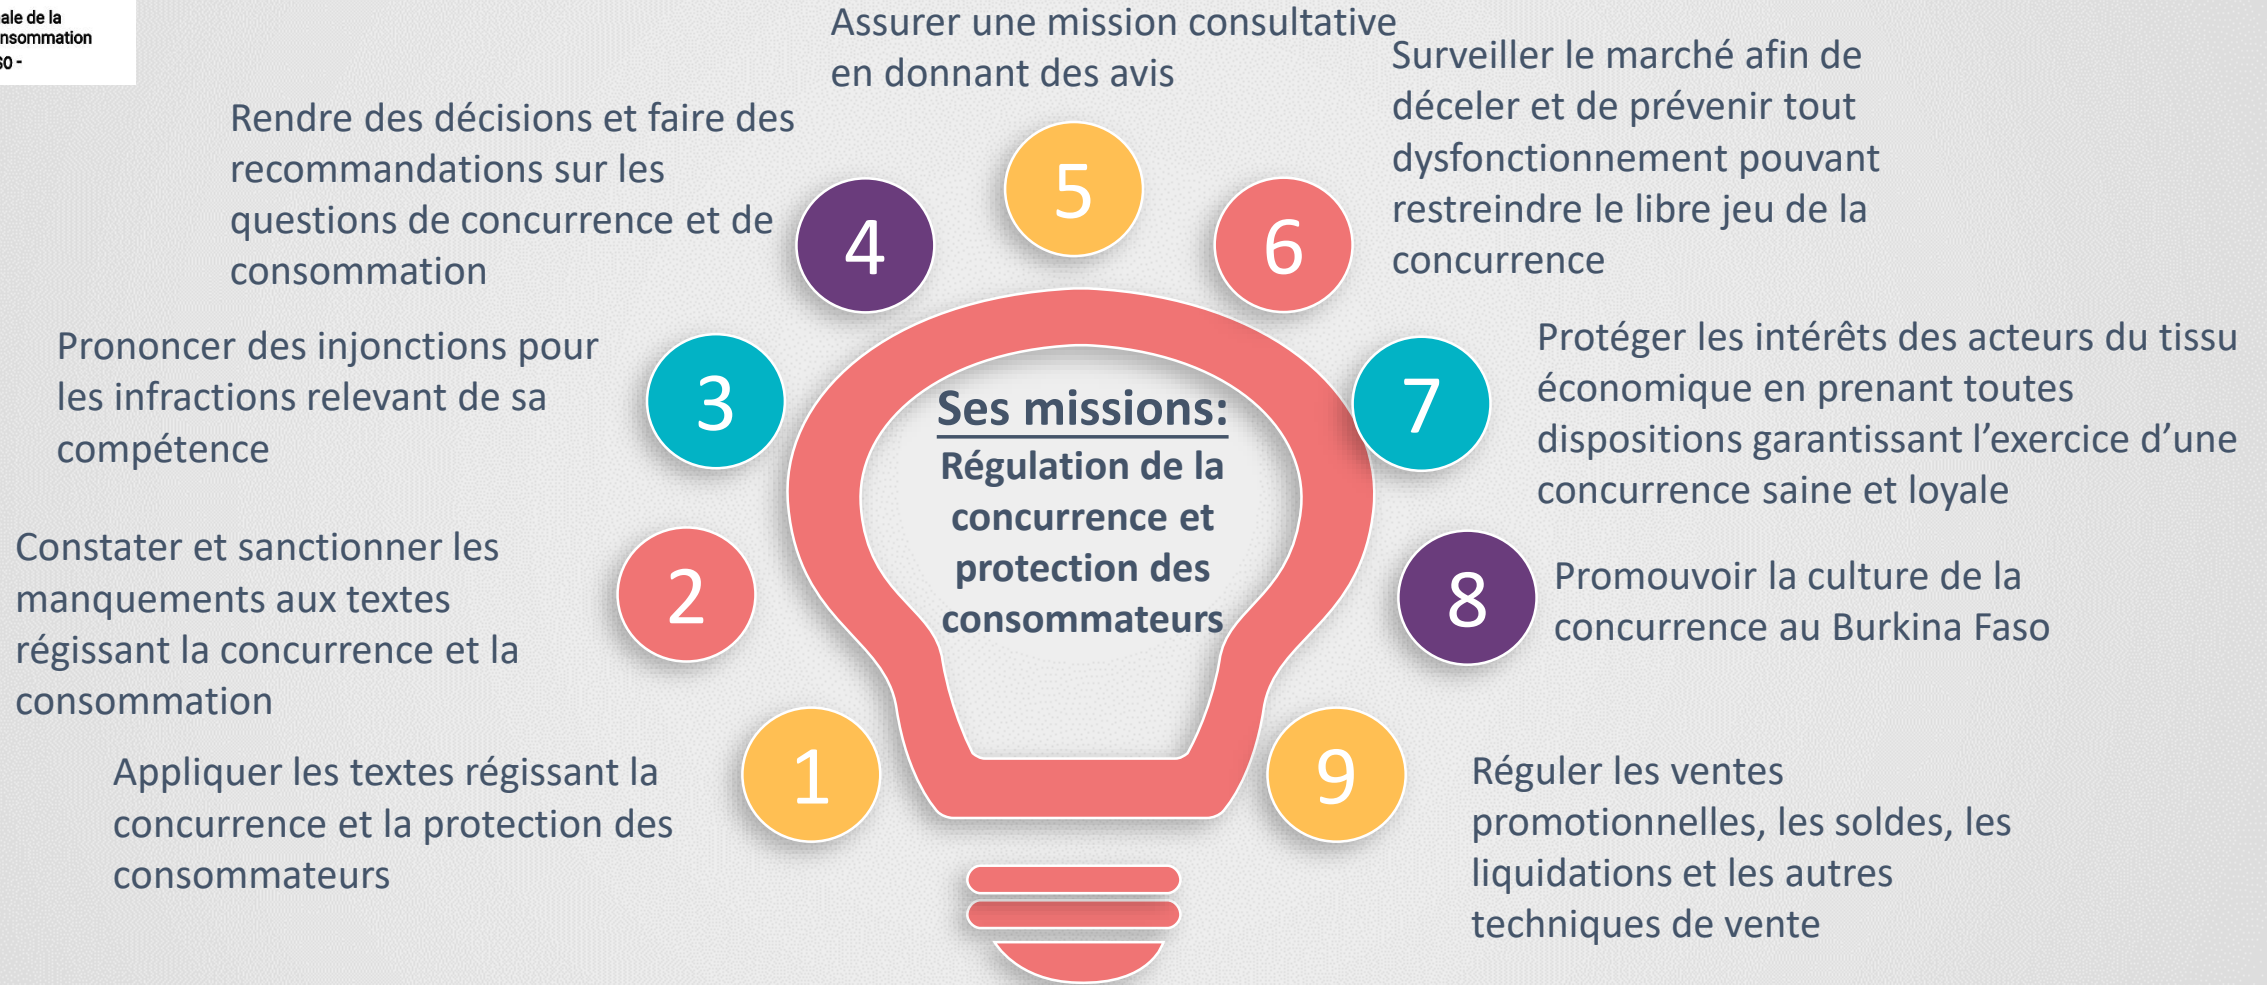 ale de la
nsommation
so -
Assurer une mission consultative
en donnant des avis
Rendre des décisions et faire des
recommandations sur les
questions de concurrence et de
consommation
Surveiller le marché afin de
déceler et de prévenir tout
dysfonctionnement pouvant
restreindre le libre jeu de la
concurrence
5
4
6
Prononcer des injonctions pour
les infractions relevant de sa
compétence
3
Ses missions:
Régulation de la
concurrence et
protection des
consommateurs
7
Protéger les intérêts des acteurs du tissu
économique en prenant toutes
dispositions garantissant l’exercice d’une
concurrence saine et loyale
Constater et sanctionner les
manquements aux textes
régissant la concurrence et la
consommation
2
8
Promouvoir la culture de la
concurrence au Burkina Faso
Appliquer les textes régissant la
concurrence et la protection des
consommateurs
1
9
Réguler les ventes
promotionnelles, les soldes, les
liquidations et les autres
techniques de vente